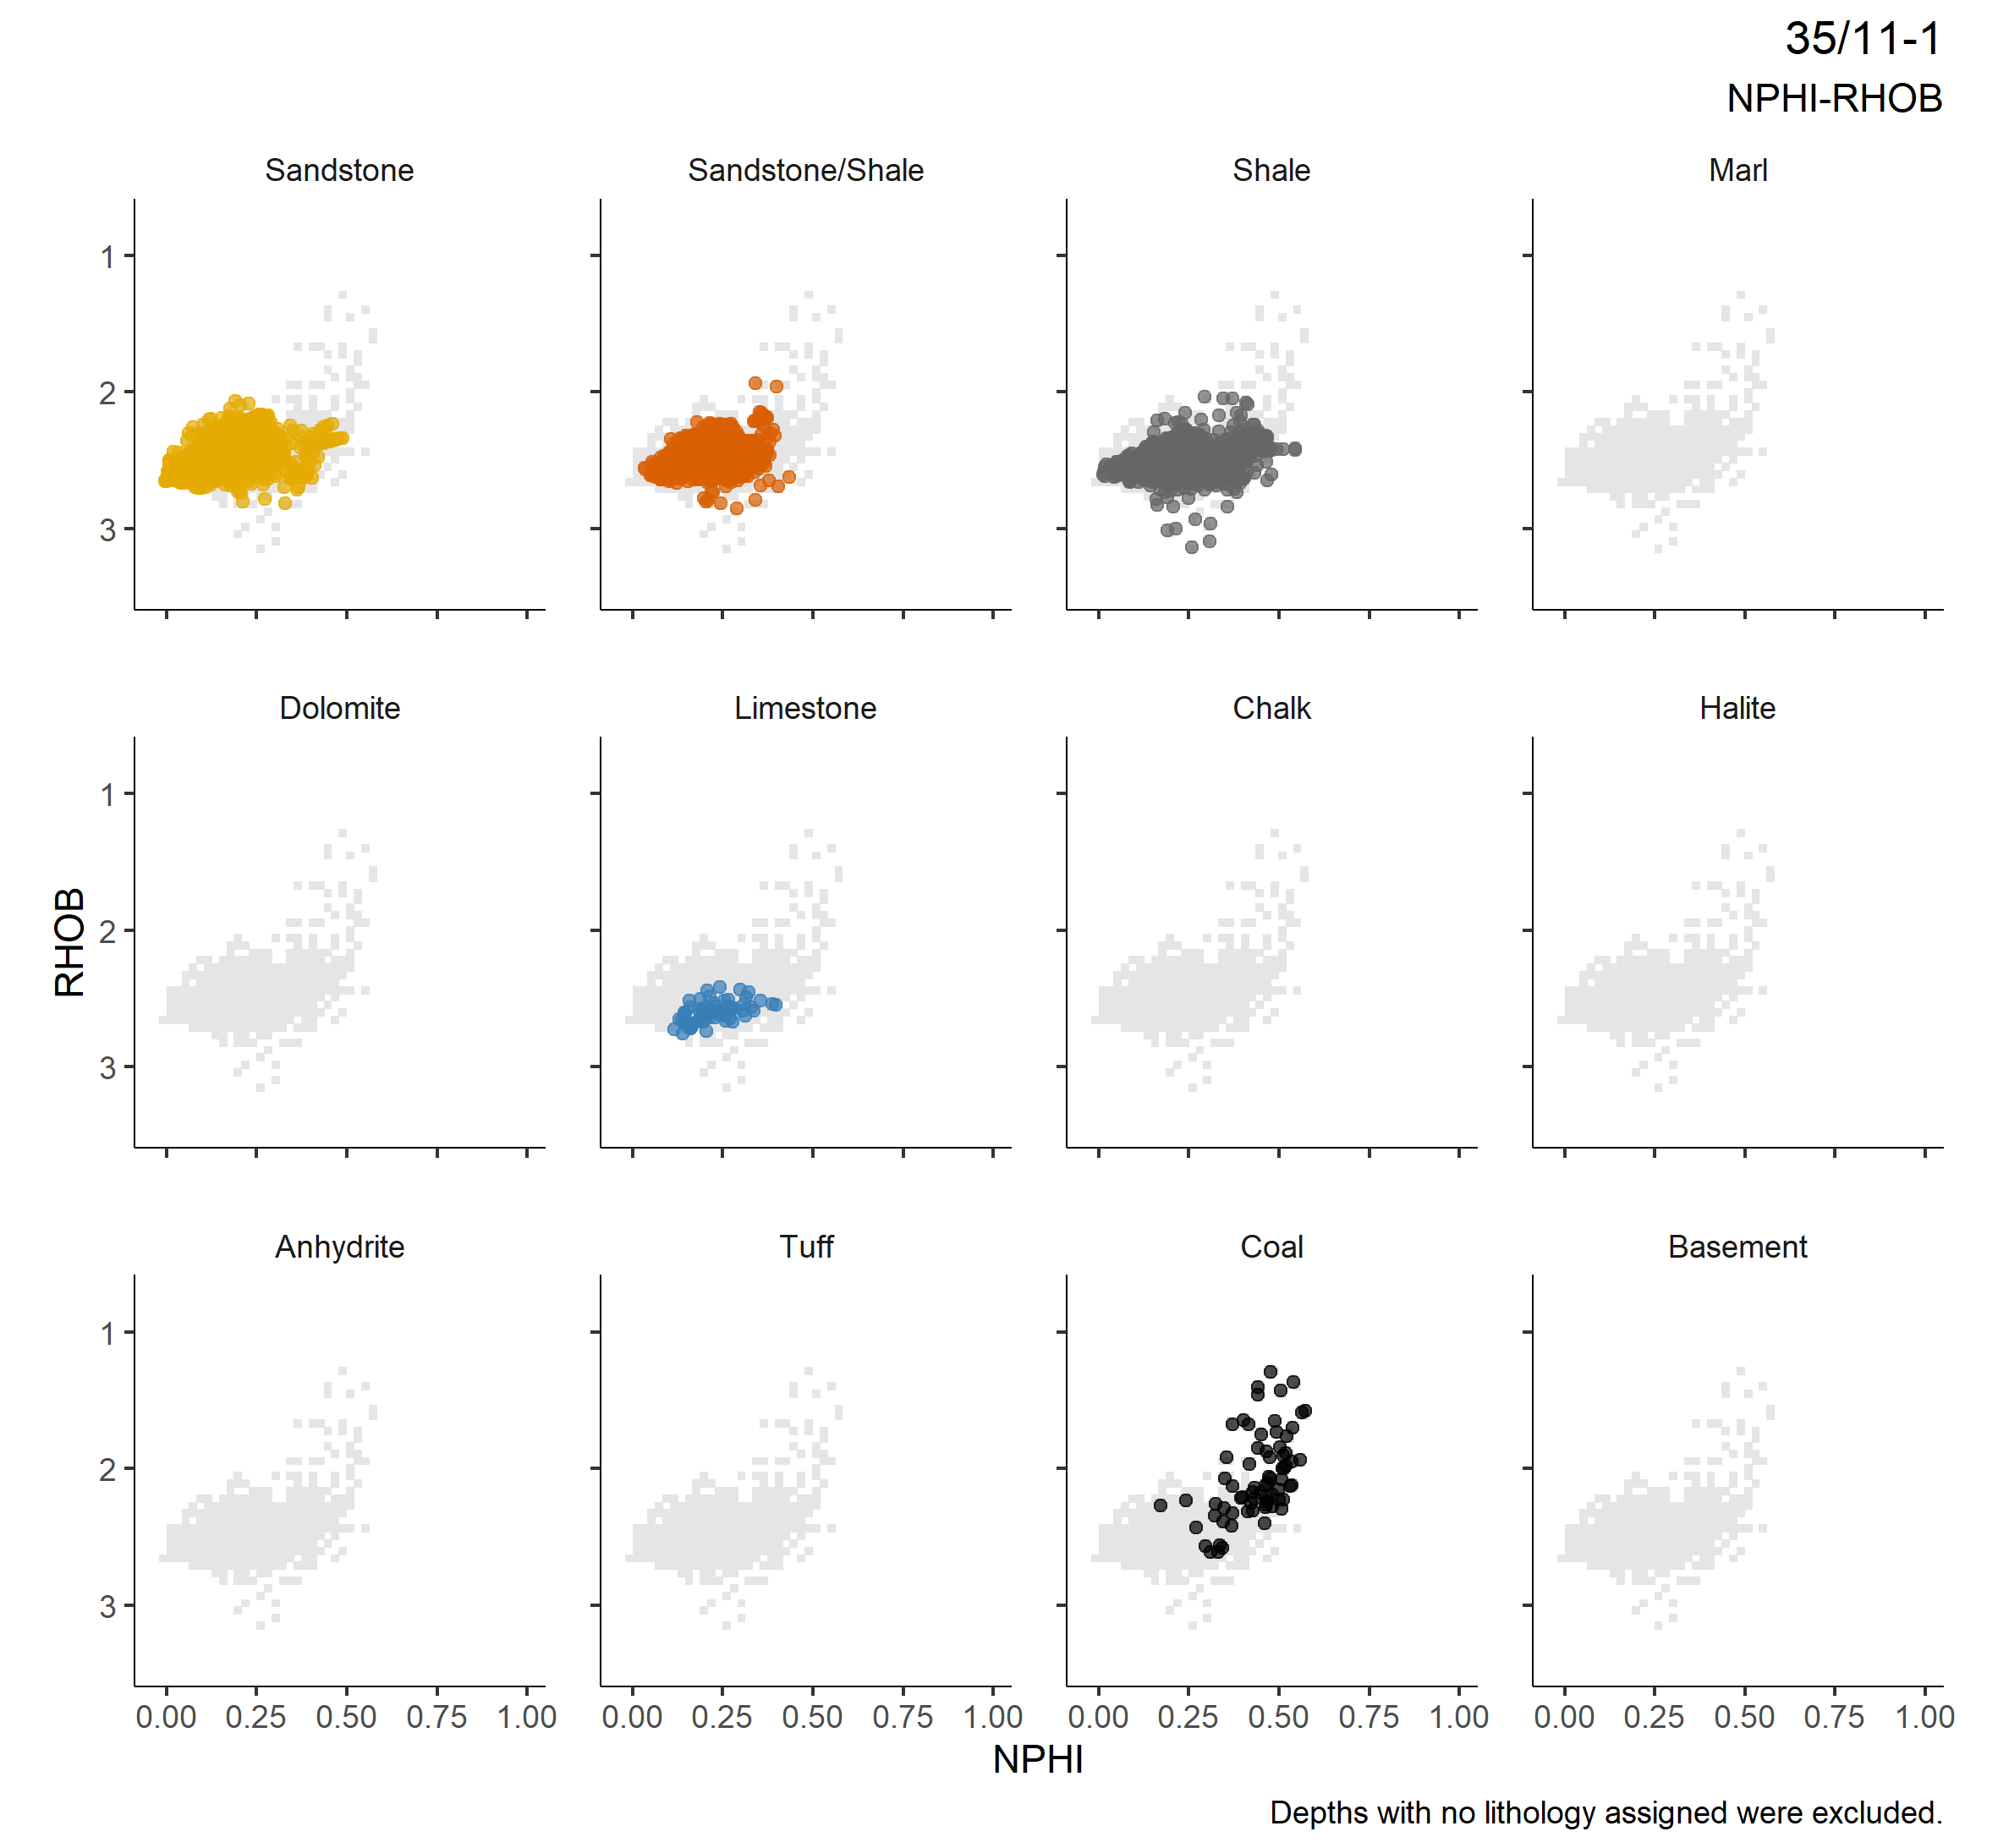 35/11-1
NPHI-RHOB
Sandstone
Sandstone/Shale
Shale
Marl
1
2
3
Dolomite
Limestone
Chalk
Halite
1
2
3
RHOB
Anhydrite
Tuff
Coal
Basement
1
2
3
0.00 0.25 0.50 0.75 1.00
0.00 0.25 0.50 0.75 1.00
0.00 0.25 0.50 0.75 1.00
0.00 0.25 0.50 0.75 1.00
NPHI
Depths with no lithology assigned were excluded.